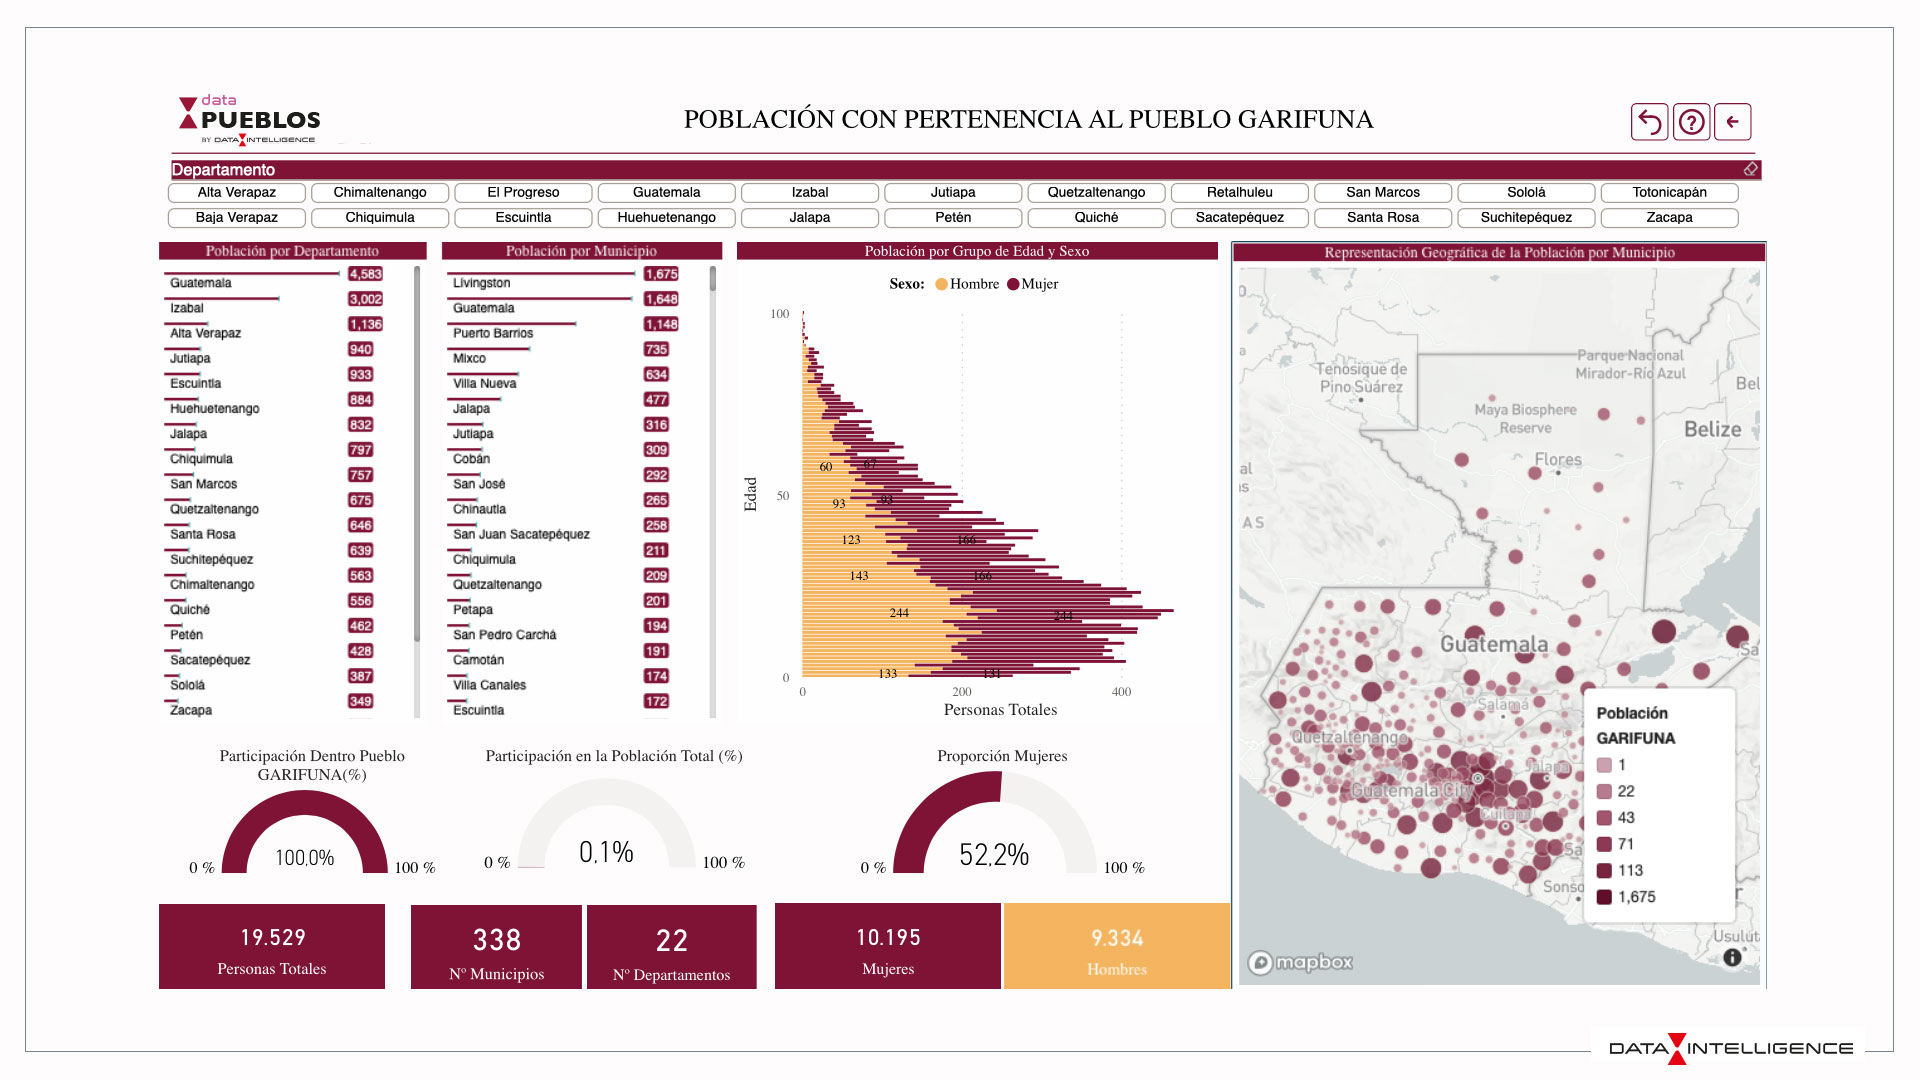 data
PUEBLOS
BY DATA INTELLIGENCE
POBLACIÓN CON PERTENENCIA AL PUEBLO GARIFUNA
Departamento
Alta Verapaz Chimaltenango El Progreso Guatemala Izabal Jutiapa Quetzaltenango Retalhuleu San Marcos Sololá Totonicapán
Baja Verapaz Chiquimula Escuintla Huehuetenango Jalapa Petén Quiché Sacatepéquez Santa Rosa Suchitepéquez Zacapa
Población por Departamento
Guatemala 4,583
Izabal 3,002
Alta Verapaz 1,136
Jutiapa 940
Escuintla 933
Huehuetenango 884
Jalapa 832
Chiquimula 797
San Marcos 757
Quetzaltenango 675
Santa Rosa 646
Suchitepéquez 639
Chimaltenango 563
Quiché 556
Petén 462
Sacatepéquez 428
Sololá 387
Zacapa 349
Población por Municipio
Livingston 1,675
Guatemala 1,648
Puerto Barrios 1,148
Mixco 735
Villa Nueva 634
Jalapa 477
Jutiapa 316
Cobán 309
San José 292
Chinautla 265
San Juan Sacatepéquez 258
Chiquimula 211
Quetzaltenango 209
Petapa 201
San Pedro Carchá 194
Camotán 191
Villa Canales 174
Escuintla 172
Población por Grupo de Edad y Sexo
Sexo: Hombre Mujer
100
60 67
50
93 93
123 166
143 166
244 244
133 131
0
0 200 400
Edad
Personas Totales
Representación Geográfica de la Población por Municipio
Parque Nacional
Mirador-Río Azul
Tenosique de
Pino Suárez
Bel
Maya Biosphere
Reserve
Belize
Flores
al
as
AS
Guatemala
Sa
Salamá
Quetzaltenango
Jalapa
Guatemala City
Cuilapa
Sa
Sonso
r
Usulut
Población
GARIFUNA
1
22
43
71
113
1,675
mapbox
Participación Dentro Pueblo
GARIFUNA(%)
100,0%
0 % 100 %
Participación en la Población Total (%)
0,1%
0 % 100 %
Proporción Mujeres
52,2%
0 % 100 %
19.529
Personas Totales
338
Nº Municipios
22
Nº Departamentos
10.195
Mujeres
9.334
Hombres
DATA INTELLIGENCE